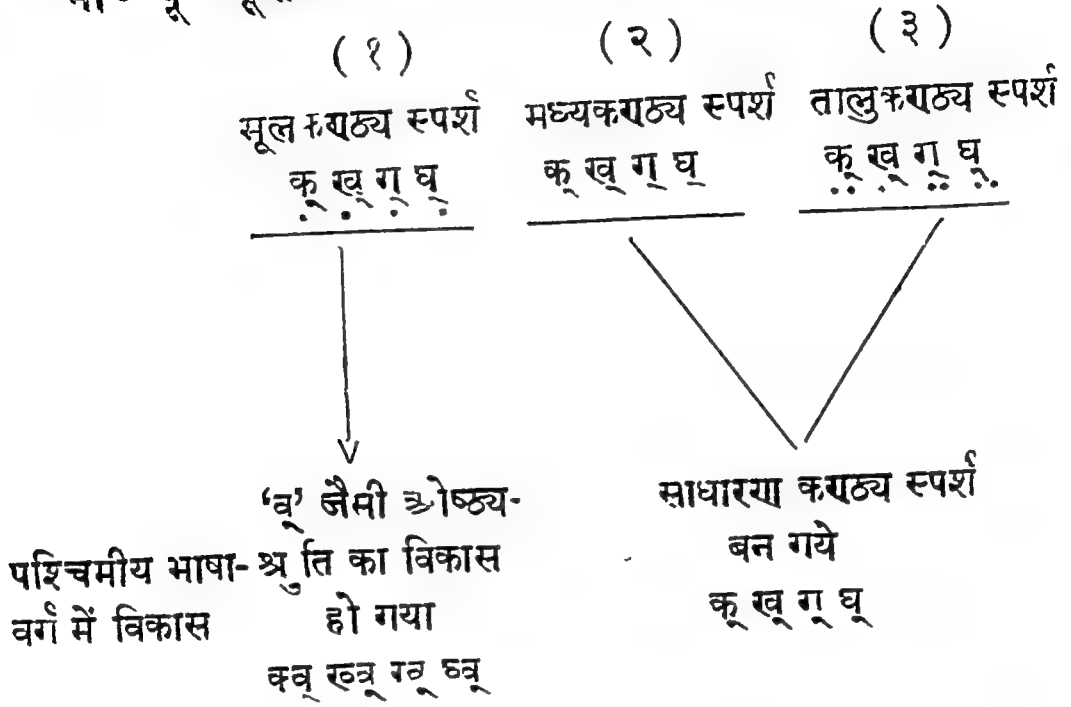 ( १ ) ( २ ) ( ३ )
मूल कण्ठ्य स्पर्श मध्यकण्ठ्य स्पर्श तालुकण्ठ्य स्पर्श
क़् ख़् ग़् घ़् क् ख् ग् घ् क् ख् ग् घ्
'व्' जैसी ओष्ठ्य- साधारण कण्ठ्य स्पर्श
पश्चिमीय भाषा- श्रुति का विकास बन गये
वर्ग में विकास हो गया क् ख् ग् घ्
क्व् ख्व् ग्व् घ्व्